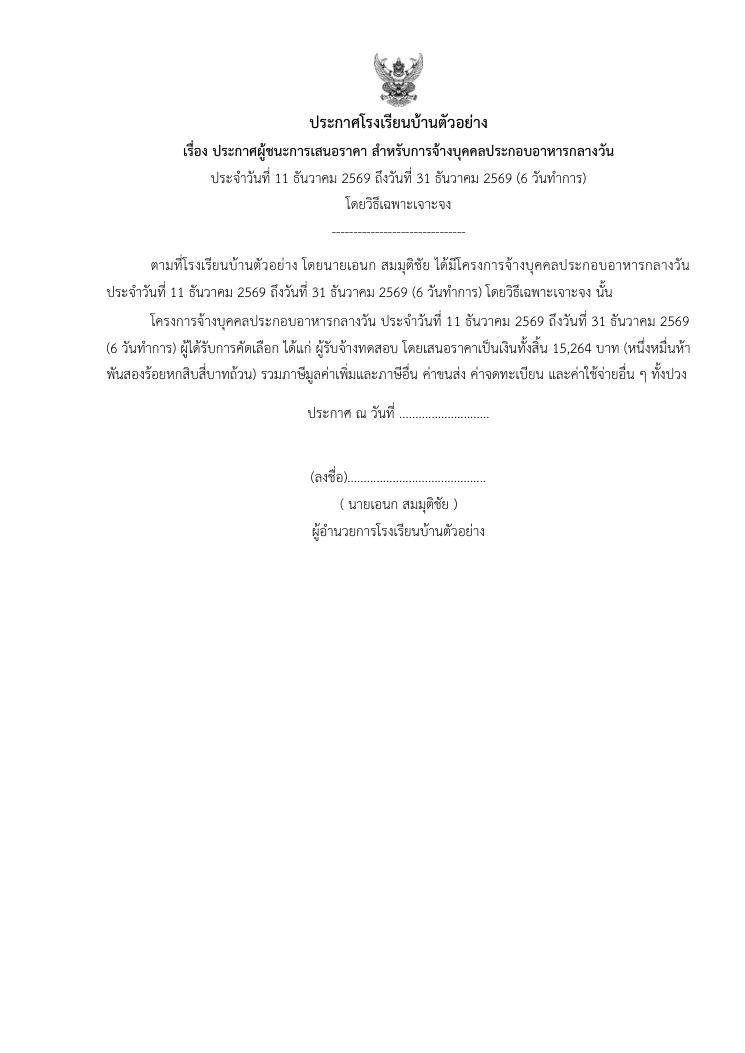 ประกาศโรงเรียนบ้านตัวอย่าง
เรื่อง ประกาศผู้ชนะการเสนอราคา สำหรับการจ้างบุคคลประกอบอาหารกลางวัน
ประจำวันที่ 11 ธันวาคม 2569 ถึงวันที่ 31 ธันวาคม 2569 (6 วันทำการ)
โดยวิธีเฉพาะเจาะจง
-------------------------------
ตามที่โรงเรียนบ้านตัวอย่าง โดยนายเอนก สมมุติชัย ได้มีโครงการจ้างบุคคลประกอบอาหารกลางวัน
ประจำวันที่ 11 ธันวาคม 2569 ถึงวันที่ 31 ธันวาคม 2569 (6 วันทำการ) โดยวิธีเฉพาะเจาะจง นั้น
โครงการจ้างบุคคลประกอบอาหารกลางวัน ประจำวันที่ 11 ธันวาคม 2569 ถึงวันที่ 31 ธันวาคม 2569
(6 วันทำการ) ผู้ได้รับการคัดเลือก ได้แก่ ผู้รับจ้างทดสอบ โดยเสนอราคาเป็นเงินทั้งสิ้น 15,264 บาท (หนึ่งหมื่นห้า
พันสองร้อยหกสิบสี่บาทถ้วน) รวมภาษีมูลค่าเพิ่มและภาษีอื่น ค่าขนส่ง ค่าจดทะเบียน และค่าใช้จ่ายอื่น ๆ ทั้งปวง
ประกาศ ณ วันที่ ............................
(ลงชื่อ)...........................................
( นายเอนก สมมุติชัย )
ผู้อำนวยการโรงเรียนบ้านตัวอย่าง